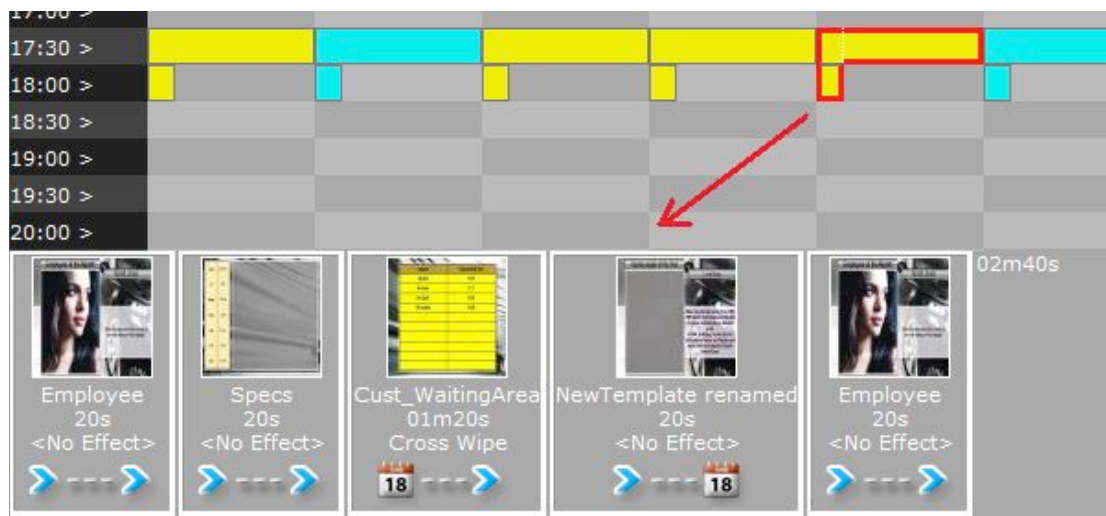 17:00 >
17:30 >
18:00 >
18:30 >
19:00 >
19:30 >
20:00 >
02m40s
Employee
20s
<No Effect>
Specs
20s
<No Effect>
Cust_WaitingArea
01m20s
Cross Wipe
18
NewTemplate renamed
20s
<No Effect>
18
Employee
20s
<No Effect>